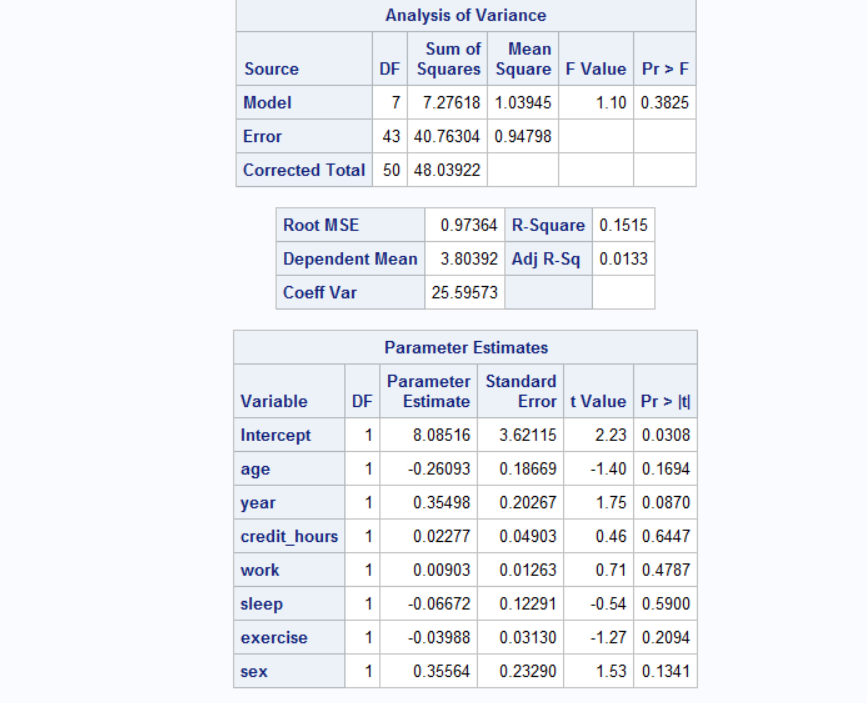 Analysis of Variance
Sum of Mean
Source DF Squares Square F Value Pr > F
Model 7 7.27618 1.03945 1.10 0.3825
Error 43 40.76304 0.94798
Corrected Total 50 48.03922
Root MSE 0.97364 R-Square 0.1515
Dependent Mean 3.80392 Adj R-Sq 0.0133
Coeff Var 25.59573
Parameter Estimates
Parameter Standard
Variable DF Estimate Error t Value Pr > |t|
Intercept 1 8.08516 3.62115 2.23 0.0308
age 1 -0.26093 0.18669 -1.40 0.1694
year 1 0.35498 0.20267 1.75 0.0870
credit_hours 1 0.02277 0.04903 0.46 0.6447
work 1 0.00903 0.01263 0.71 0.4787
sleep 1 -0.06672 0.12291 -0.54 0.5900
exercise 1 -0.03988 0.03130 -1.27 0.2094
sex 1 0.35564 0.23290 1.53 0.1341